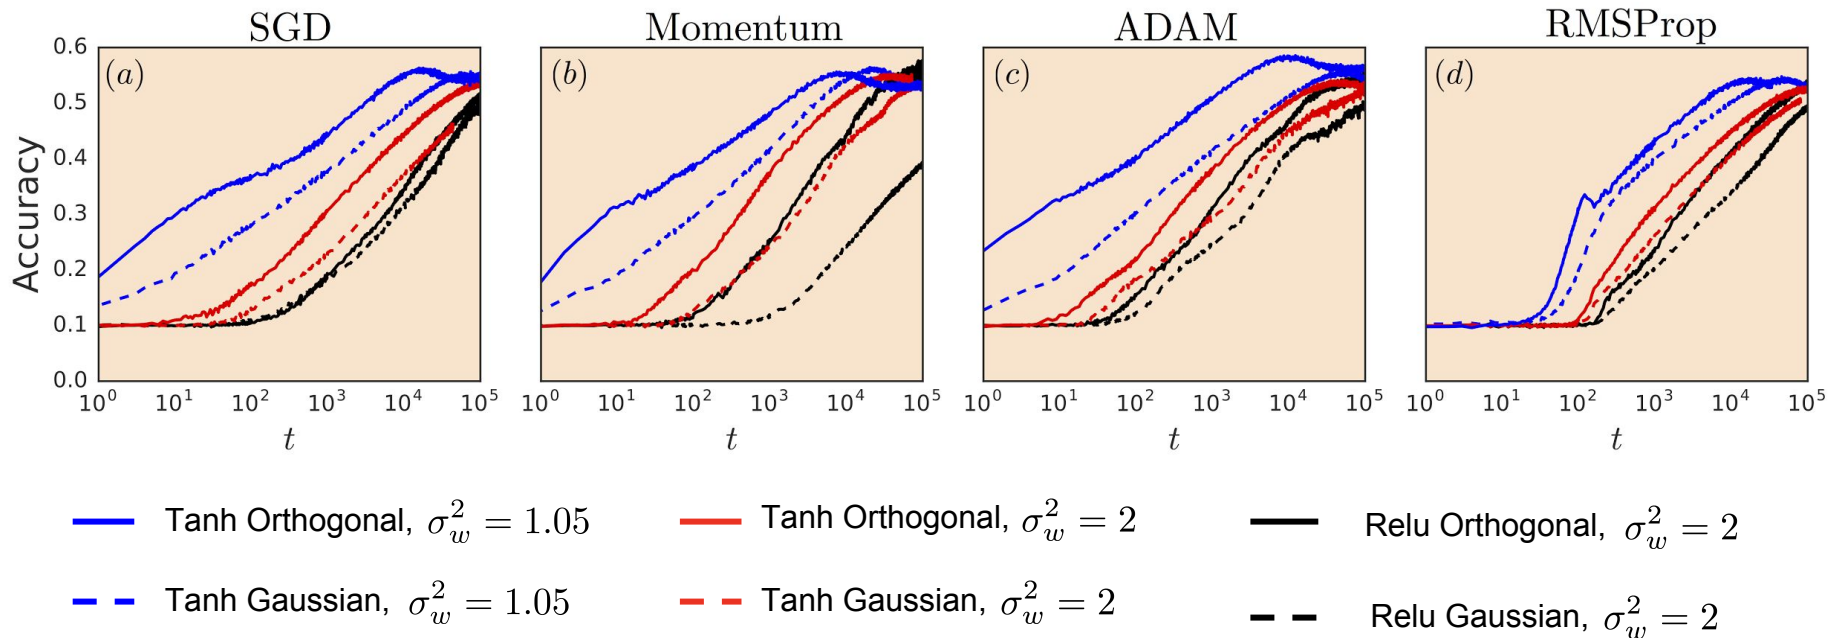 SGD Momentum ADAM RMSProp
(a) (b) (c) (d)
Accuracy
0.6
0.5
0.4
0.3
0.2
0.1
0.0
10^0 10^1 10^2 10^3 10^4 10^5 10^0 10^1 10^2 10^3 10^4 10^5 10^0 10^1 10^2 10^3 10^4 10^5 10^0 10^1 10^2 10^3 10^4 10^5
t t t t
Tanh Orthogonal, σ_w^2 = 1.05 Tanh Orthogonal, σ_w^2 = 2 Relu Orthogonal, σ_w^2 = 2
Tanh Gaussian, σ_w^2 = 1.05 Tanh Gaussian, σ_w^2 = 2 Relu Gaussian, σ_w^2 = 2